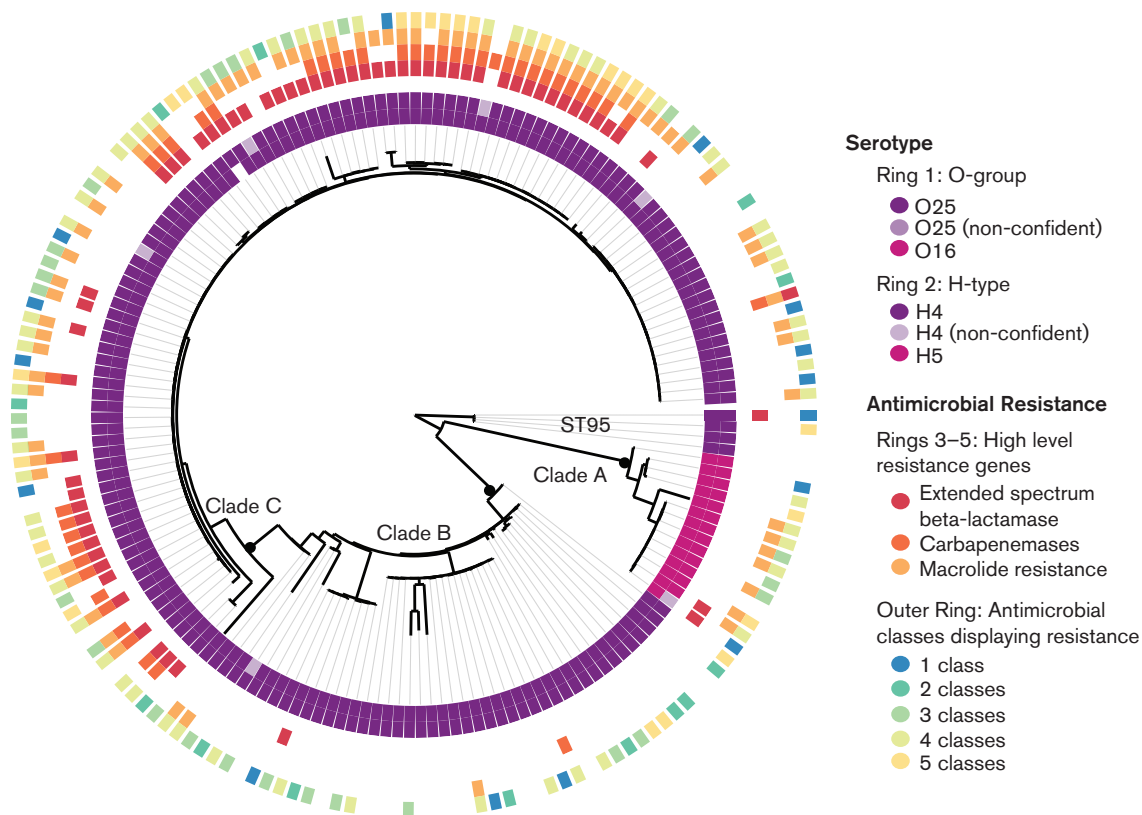 ST95
Clade A
Clade B
Clade C
Serotype
Ring 1: O-group
O25
O25 (non-confident)
O16
Ring 2: H-type
H4
H4 (non-confident)
H5
Antimicrobial Resistance
Rings 3–5: High level
resistance genes
Extended spectrum
beta-lactamase
Carbapenemases
Macrolide resistance
Outer Ring: Antimicrobial
classes displaying resistance
1 class
2 classes
3 classes
4 classes
5 classes